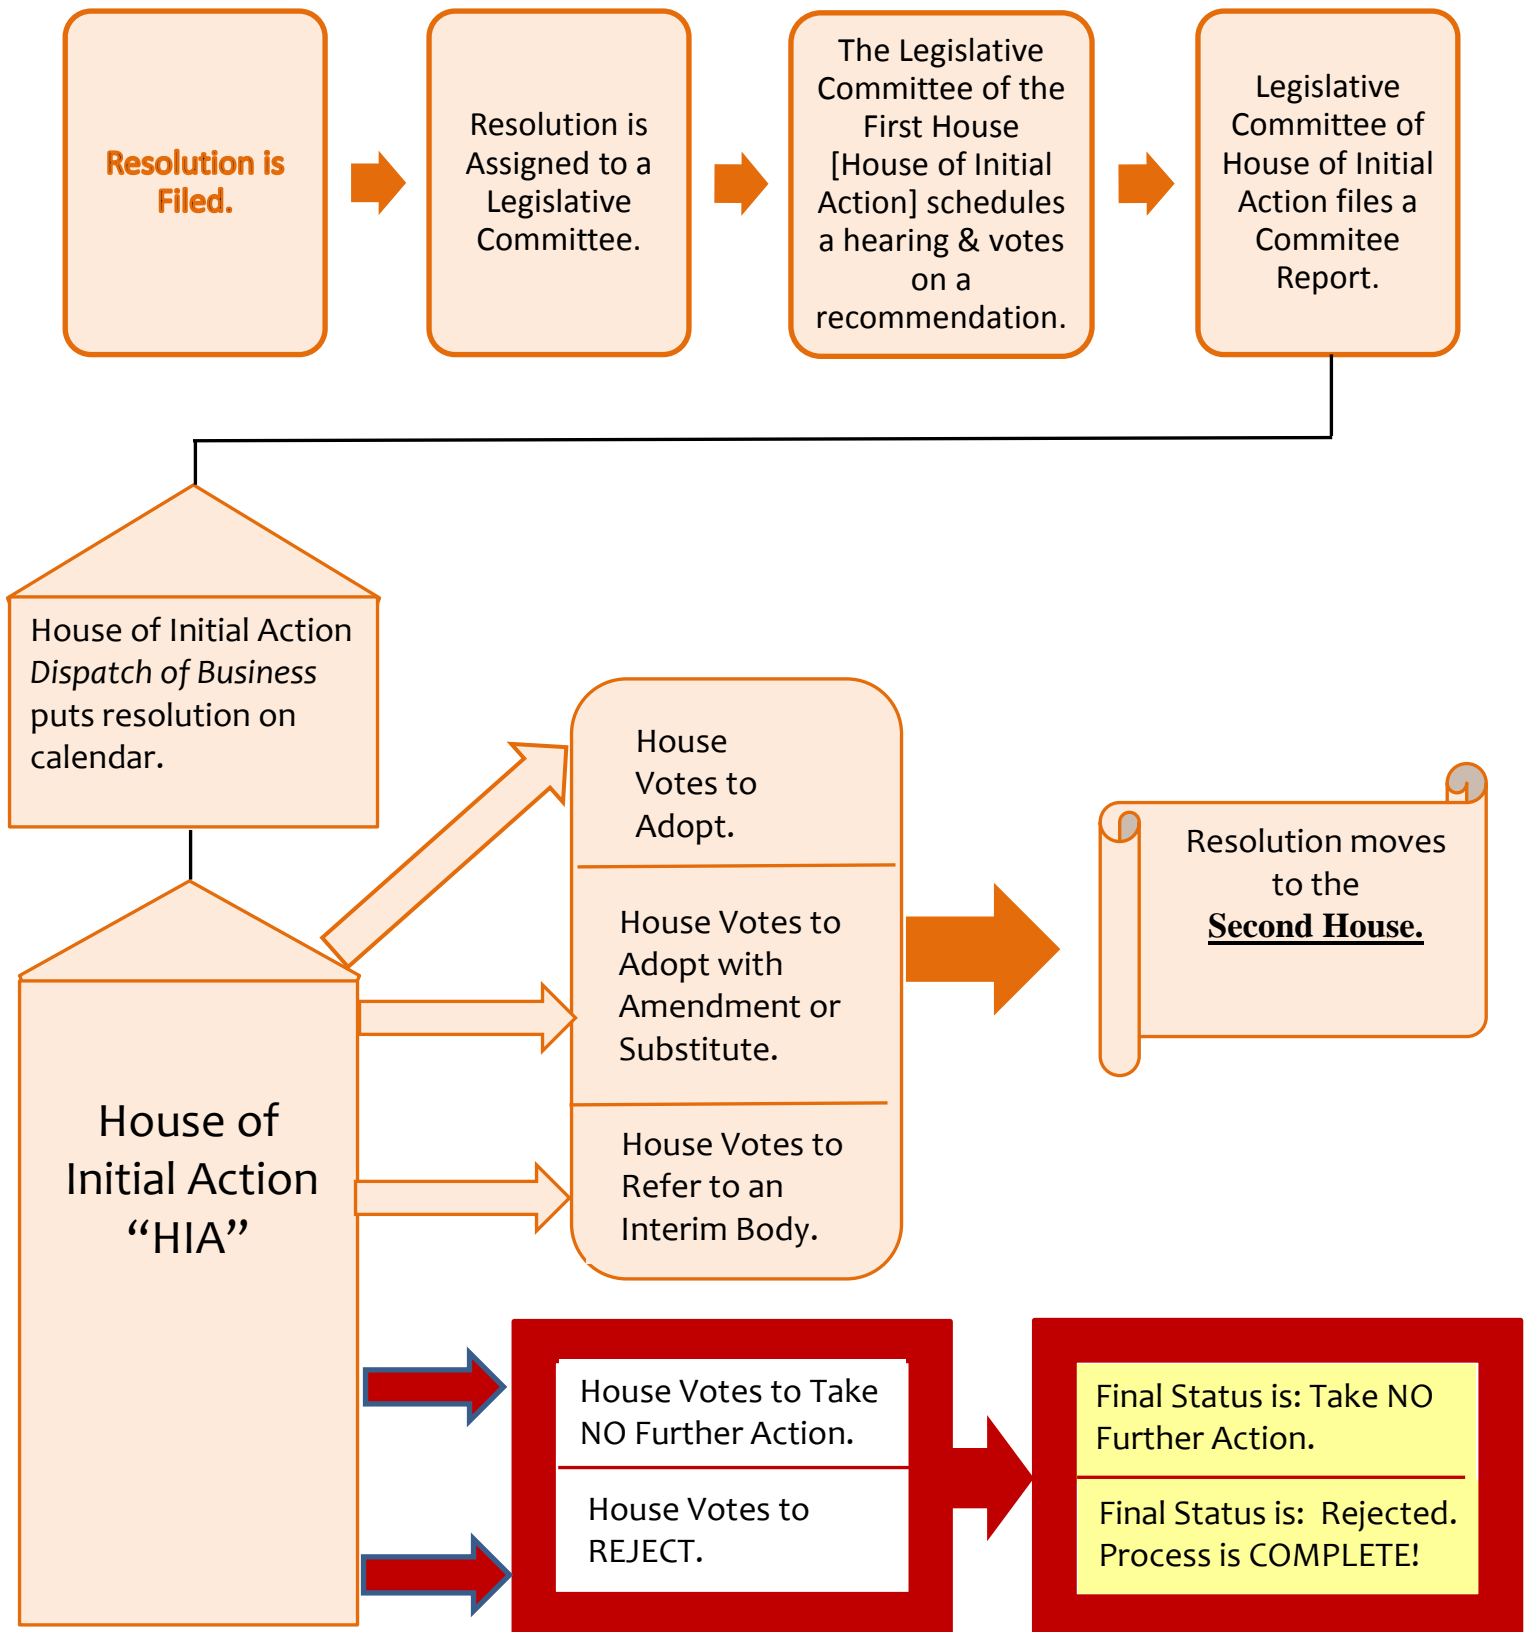 Resolution is
Filed.
Resolution is
Assigned to a
Legislative
Committee.
The Legislative
Committee of the
First House
[House of Initial
Action] schedules
a hearing & votes
on a
recommendation.
Legislative
Committee of
House of Initial
Action files a
Commitee
Report.
House of Initial Action
Dispatch of Business
puts resolution on
calendar.
House
Votes to
Adopt.
House Votes to
Adopt with
Amendment or
Substitute.
House Votes to
Refer to an
Interim Body.
Resolution moves
to the
Second House.
House of
Initial Action
“HIA”
House Votes to Take
NO Further Action.
House Votes to
REJECT.
Final Status is: Take NO
Further Action.
Final Status is: Rejected.
Process is COMPLETE!